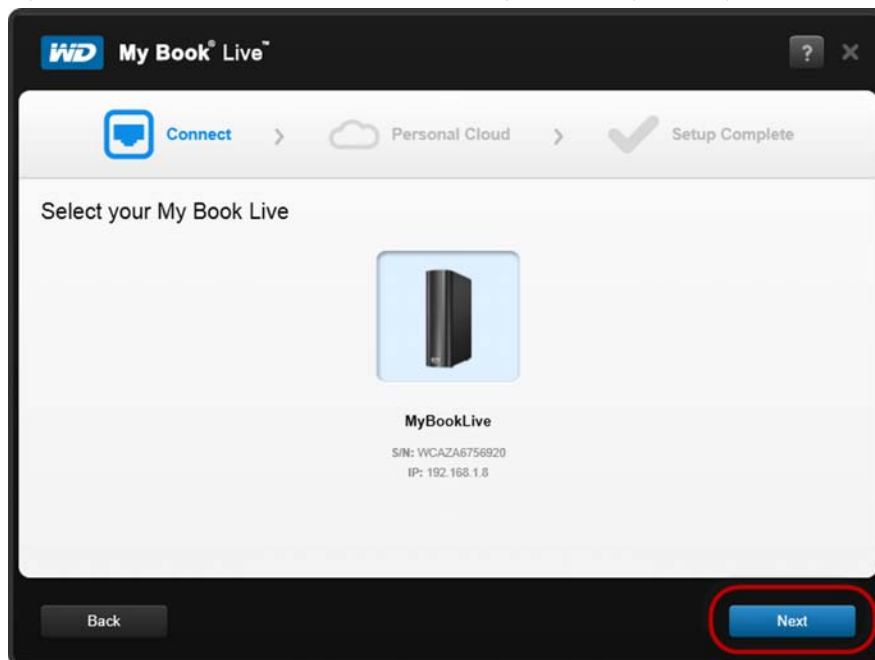 WD My Book® Live™ ?
Connect > Personal Cloud > Setup Complete
Select your My Book Live
MyBookLive
S/N: WCAZA6756920
IP: 192.168.1.8
Back Next